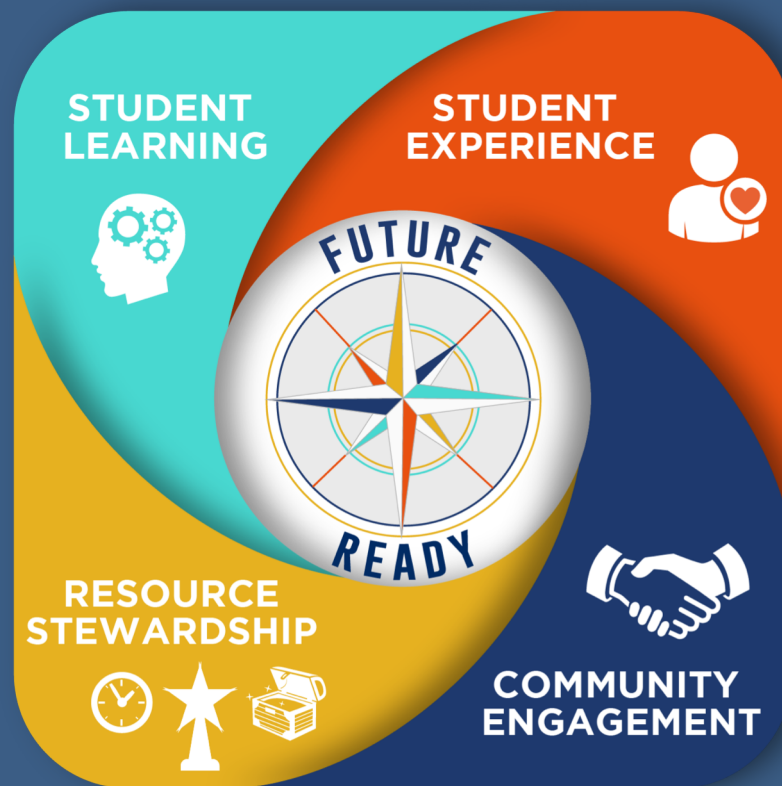 STUDENT
LEARNING
STUDENT
EXPERIENCE
FUTURE
READY
RESOURCE
STEWARDSHIP
COMMUNITY
ENGAGEMENT